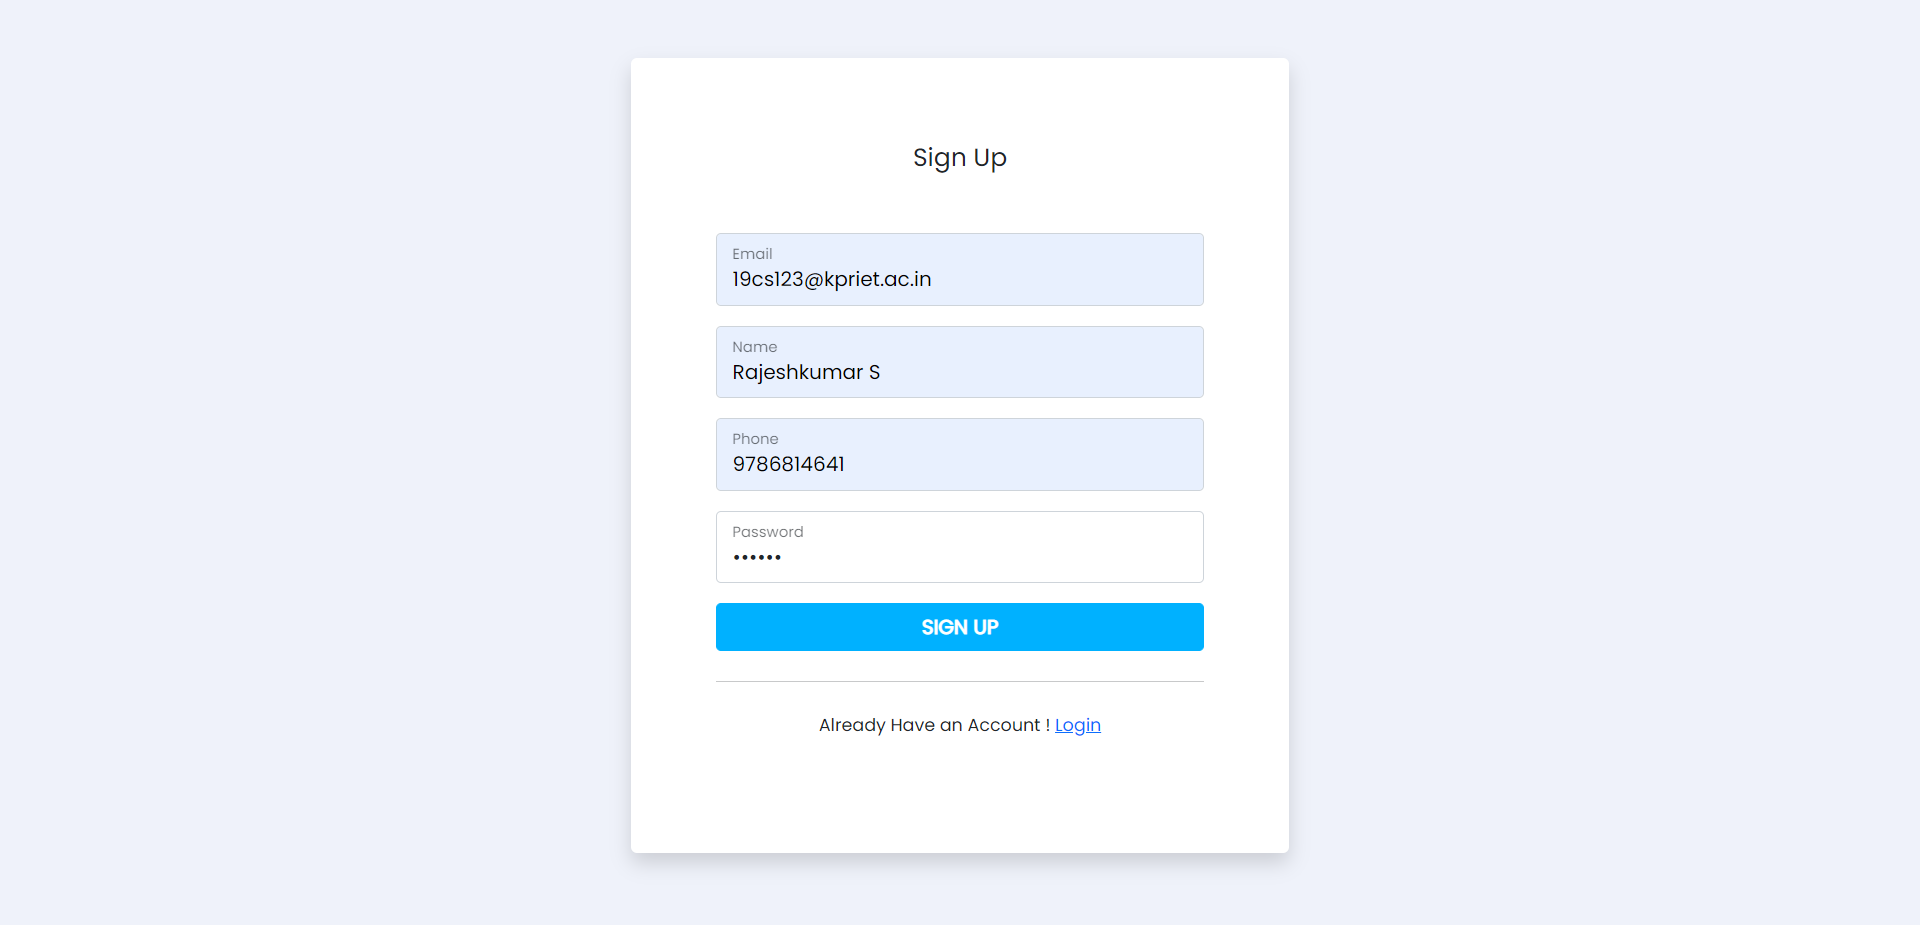 Sign Up
Email
19cs123@kpriet.ac.in
Name
Rajeshkumar S
Phone
9786814641
Password
••••••
SIGN UP
Already Have an Account ! Login